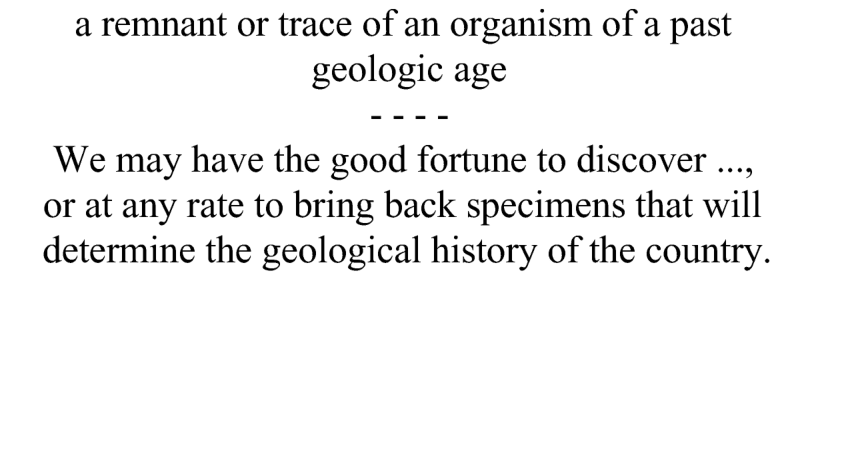 a remnant or trace of an organism of a past
geologic age
- - - -
We may have the good fortune to discover ...,
or at any rate to bring back specimens that will
determine the geological history of the country.